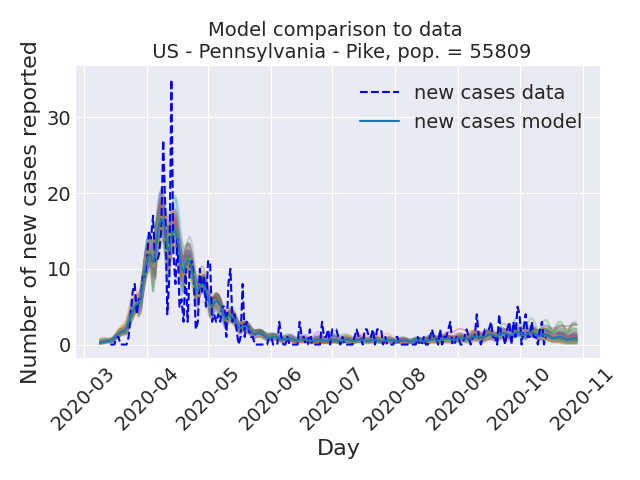 Model comparison to data
US - Pennsylvania - Pike, pop. = 55809
Number of new cases reported
30
20
10
0
new cases data
new cases model
2020-03
2020-04
2020-05
2020-06
2020-07
2020-08
2020-09
2020-10
2020-11
Day